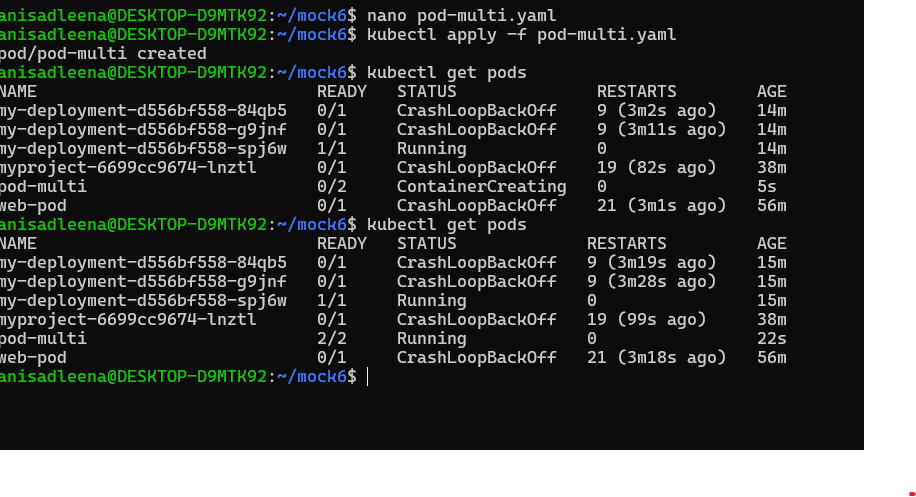 anisadleena@DESKTOP-D9MTK92:~/mock6$ nano pod-multi.yaml
anisadleena@DESKTOP-D9MTK92:~/mock6$ kubectl apply -f pod-multi.yaml
pod/pod-multi created
anisadleena@DESKTOP-D9MTK92:~/mock6$ kubectl get pods
NAME READY STATUS RESTARTS AGE
my-deployment-d556bf558-84qb5 0/1 CrashLoopBackOff 9 (3m2s ago) 14m
my-deployment-d556bf558-g9jnf 0/1 CrashLoopBackOff 9 (3m11s ago) 14m
my-deployment-d556bf558-spj6w 1/1 Running 0 14m
myproject-6699cc9674-lnztl 0/1 CrashLoopBackOff 19 (82s ago) 38m
pod-multi 0/2 ContainerCreating 0 5s
web-pod 0/1 CrashLoopBackOff 21 (3m1s ago) 56m
anisadleena@DESKTOP-D9MTK92:~/mock6$ kubectl get pods
NAME READY STATUS RESTARTS AGE
my-deployment-d556bf558-84qb5 0/1 CrashLoopBackOff 9 (3m19s ago) 15m
my-deployment-d556bf558-g9jnf 0/1 CrashLoopBackOff 9 (3m28s ago) 15m
my-deployment-d556bf558-spj6w 1/1 Running 0 15m
myproject-6699cc9674-lnztl 0/1 CrashLoopBackOff 19 (99s ago) 38m
pod-multi 2/2 Running 0 22s
web-pod 0/1 CrashLoopBackOff 21 (3m18s ago) 56m
anisadleena@DESKTOP-D9MTK92:~/mock6$